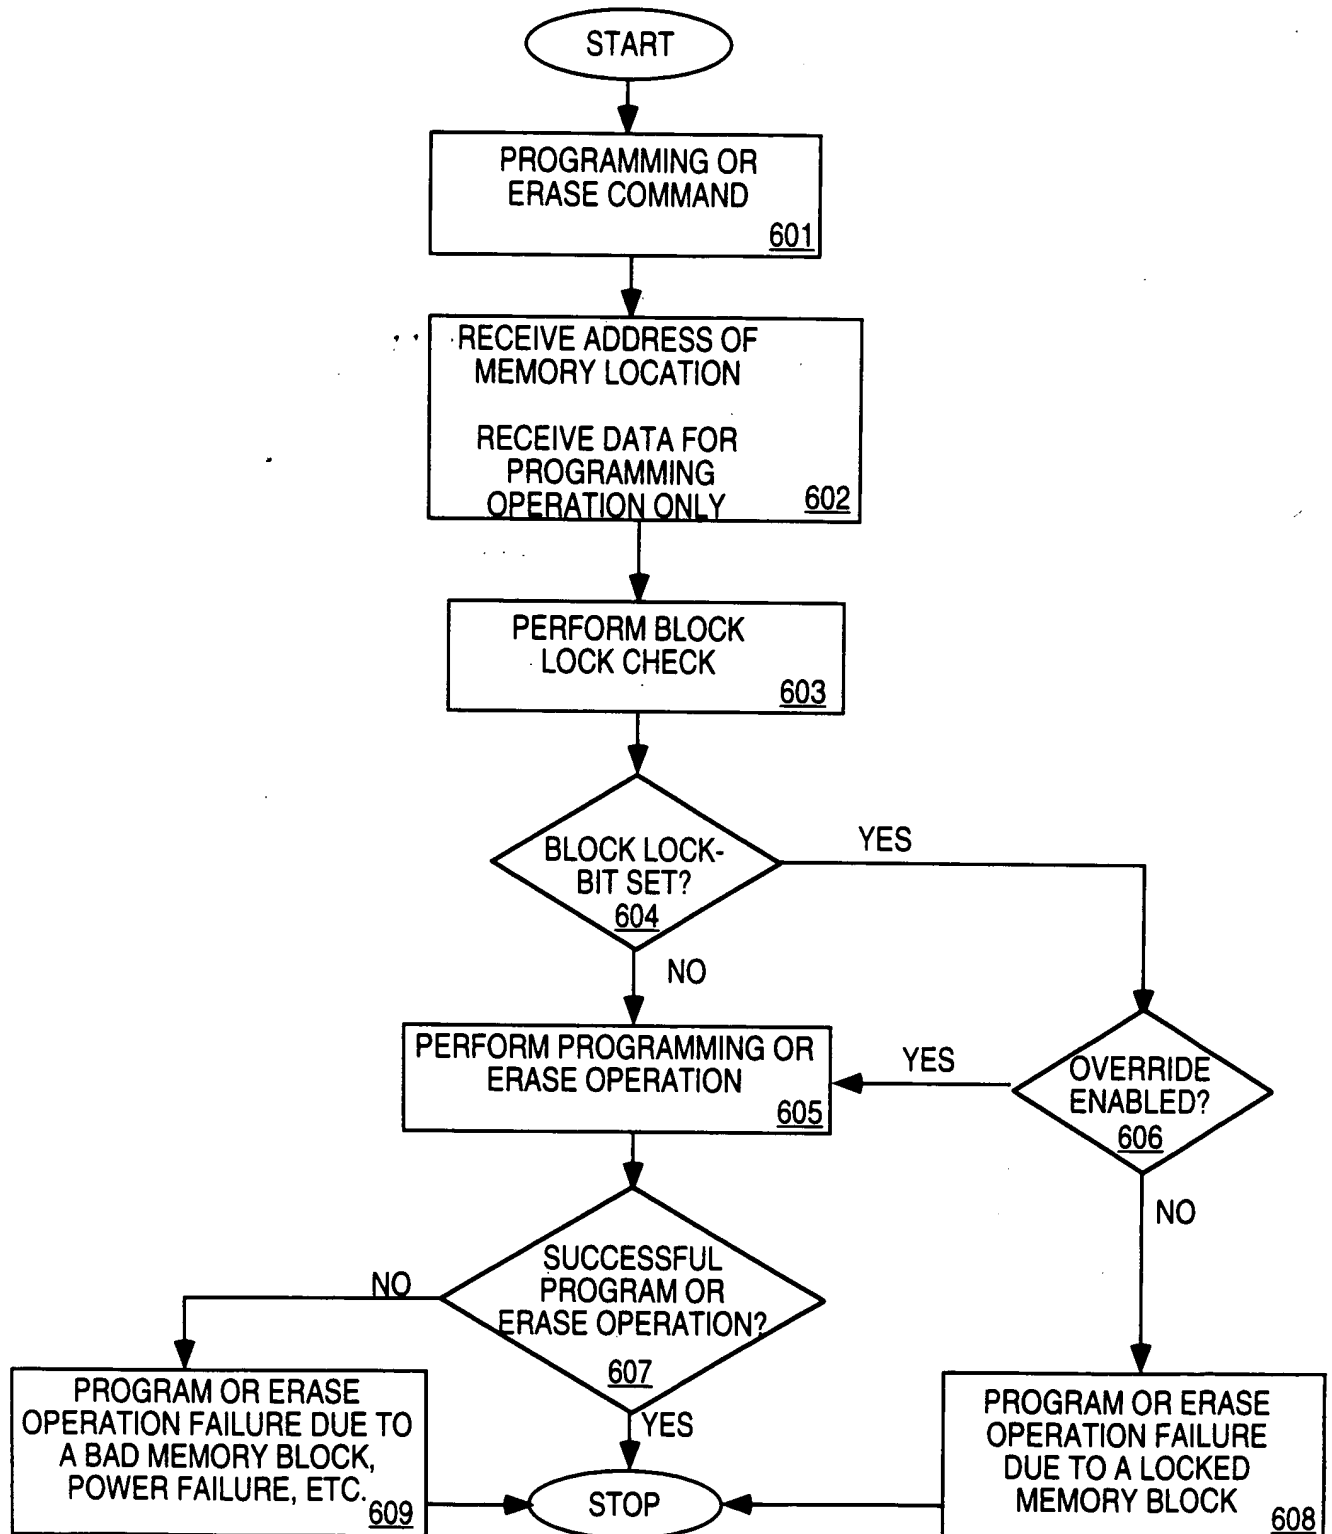 START
PROGRAMMING OR
ERASE COMMAND
601
RECEIVE ADDRESS OF
MEMORY LOCATION
RECEIVE DATA FOR
PROGRAMMING
OPERATION ONLY
602
PERFORM BLOCK
LOCK CHECK
603
BLOCK LOCK-
BIT SET?
604
YES
NO
PERFORM PROGRAMMING OR
ERASE OPERATION
605
YES
OVERRIDE
ENABLED?
606
NO
SUCCESSFUL
PROGRAM OR
ERASE OPERATION?
607
NO
YES
PROGRAM OR ERASE
OPERATION FAILURE DUE TO
A BAD MEMORY BLOCK,
POWER FAILURE, ETC.
609
STOP
PROGRAM OR ERASE
OPERATION FAILURE
DUE TO A LOCKED
MEMORY BLOCK
608